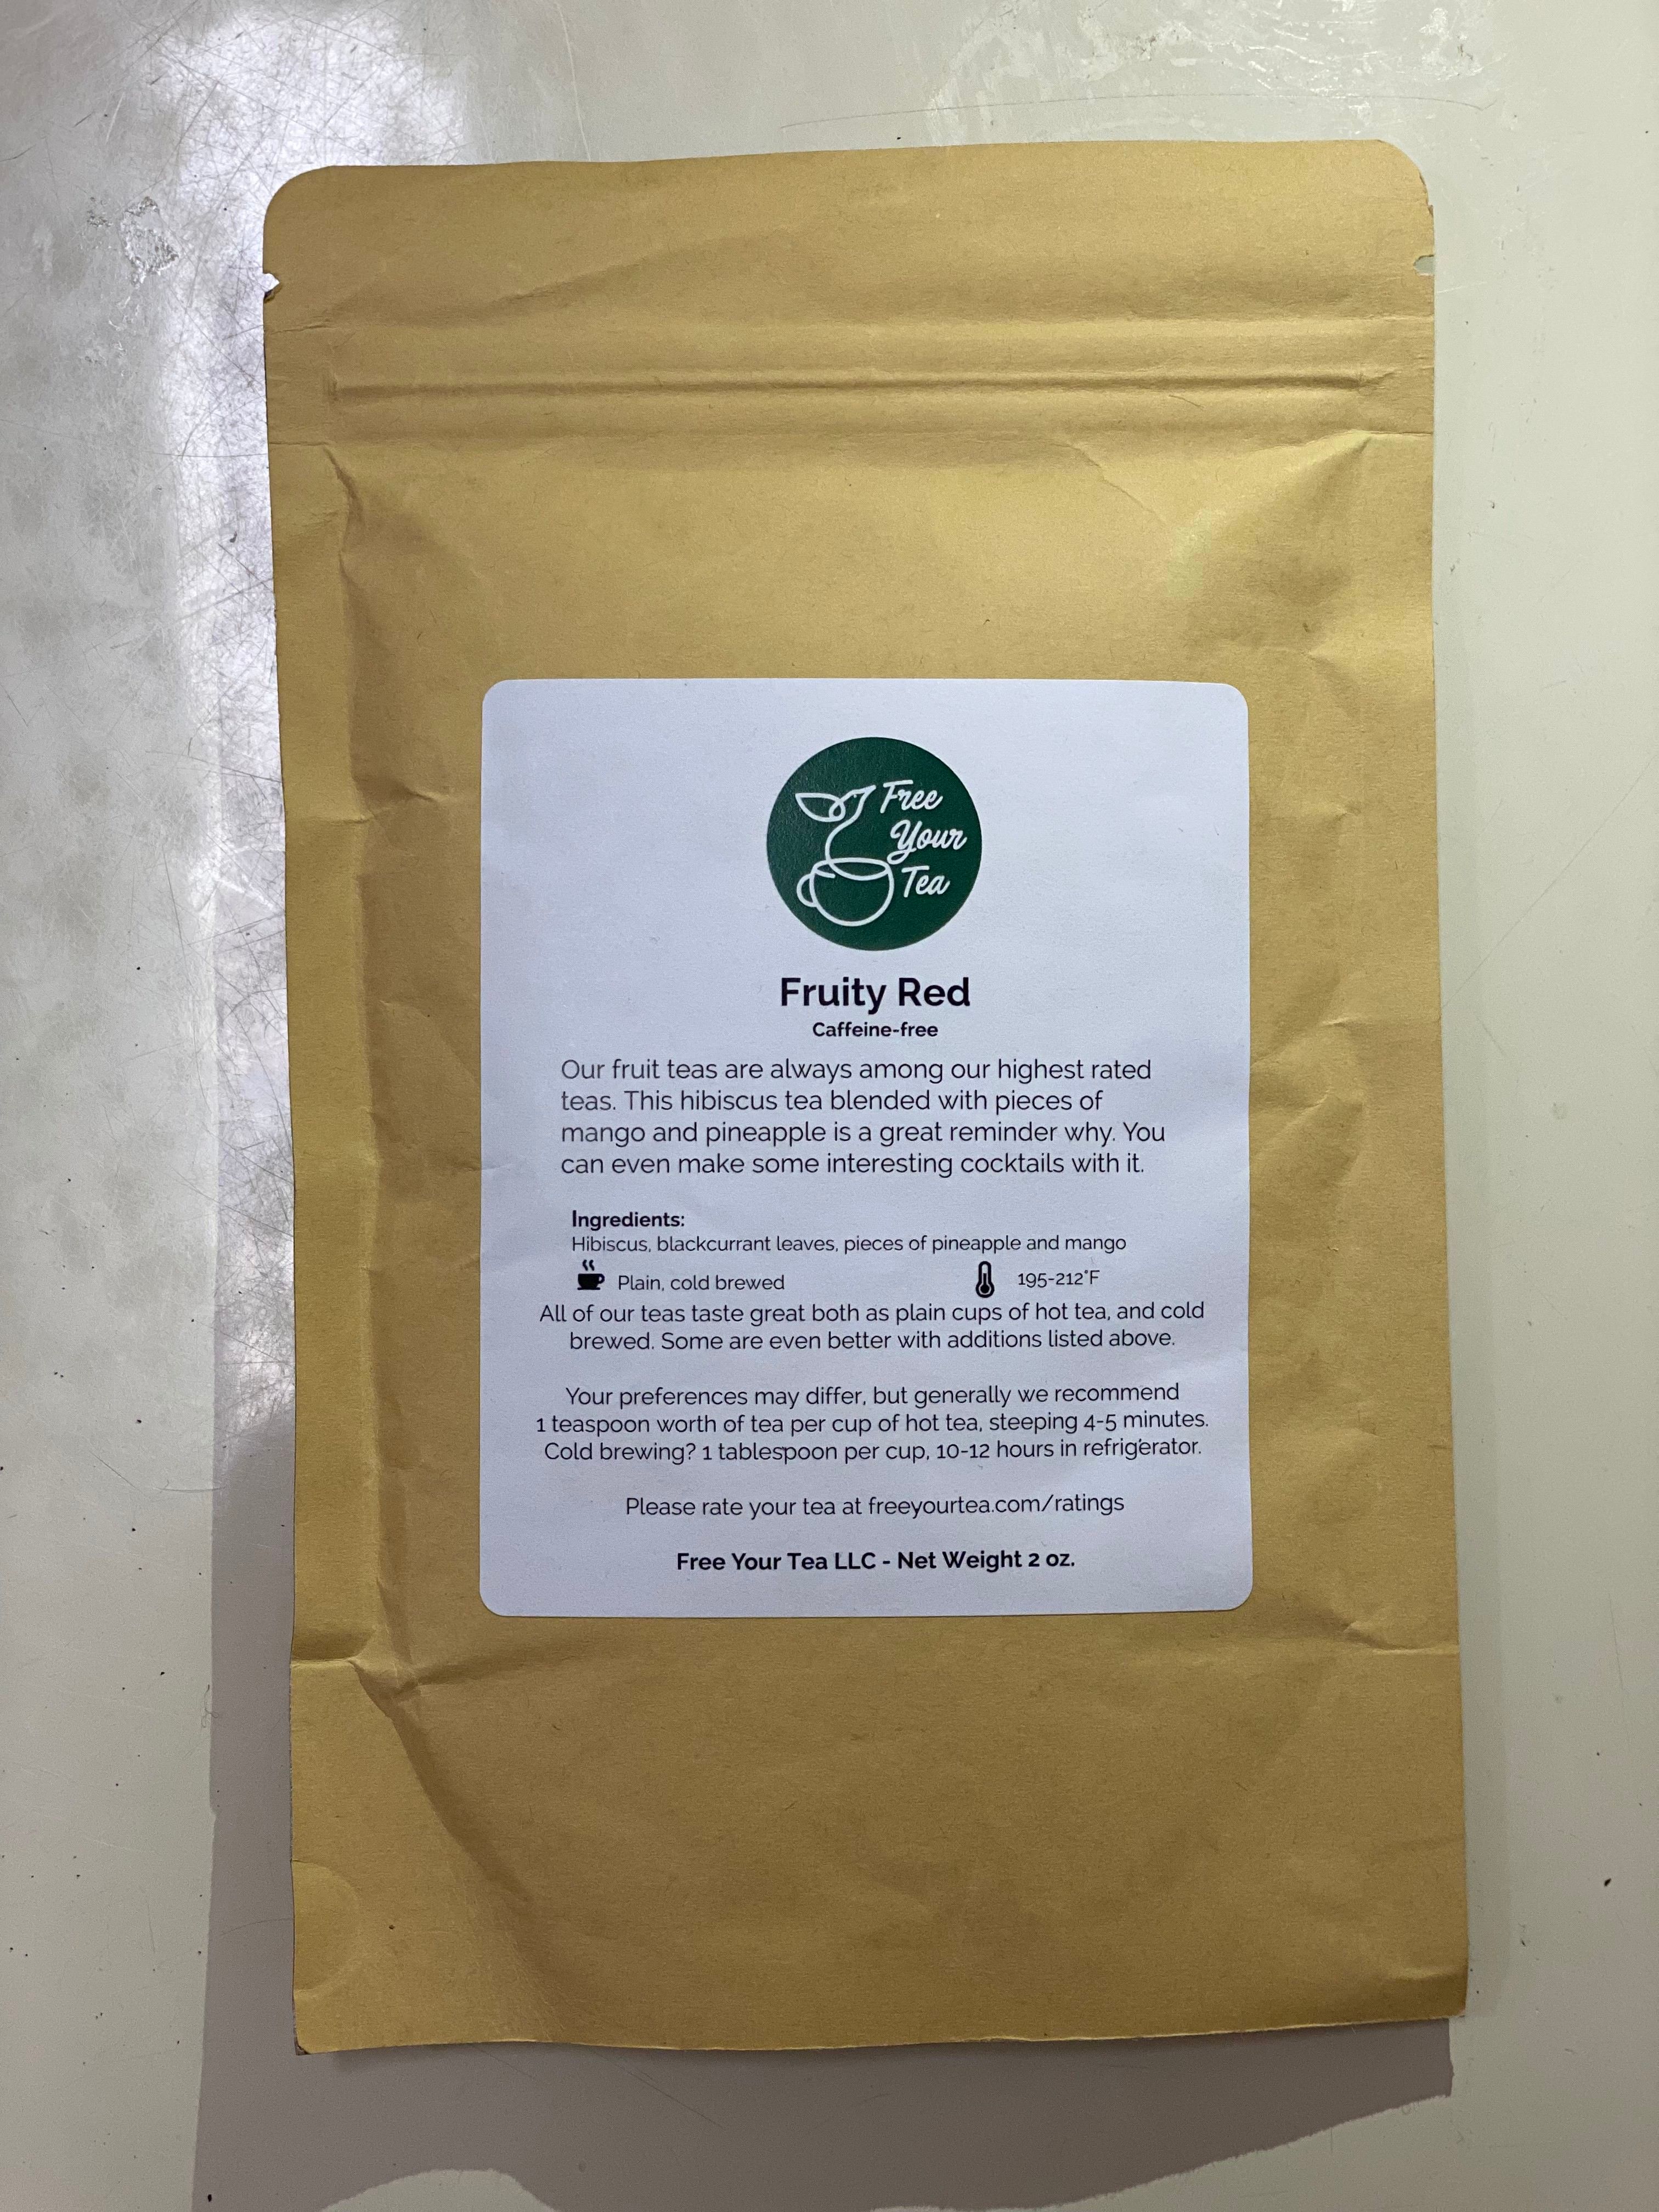 Free
Your
Tea
Fruity Red
Caffeine-free
Our fruit teas are always among our highest rated
teas. This hibiscus tea blended with pieces of
mango and pineapple is a great reminder why. You
can even make some interesting cocktails with it.
Ingredients:
Hibiscus, blackcurrant leaves, pieces of pineapple and mango
Plain, cold brewed 195-212°F
All of our teas taste great both as plain cups of hot tea, and cold
brewed. Some are even better with additions listed above.
Your preferences may differ, but generally we recommend
1 teaspoon worth of tea per cup of hot tea, steeping 4-5 minutes.
Cold brewing? 1 tablespoon per cup, 10-12 hours in refrigerator.
Please rate your tea at freeyourtea.com/ratings
Free Your Tea LLC - Net Weight 2 oz.